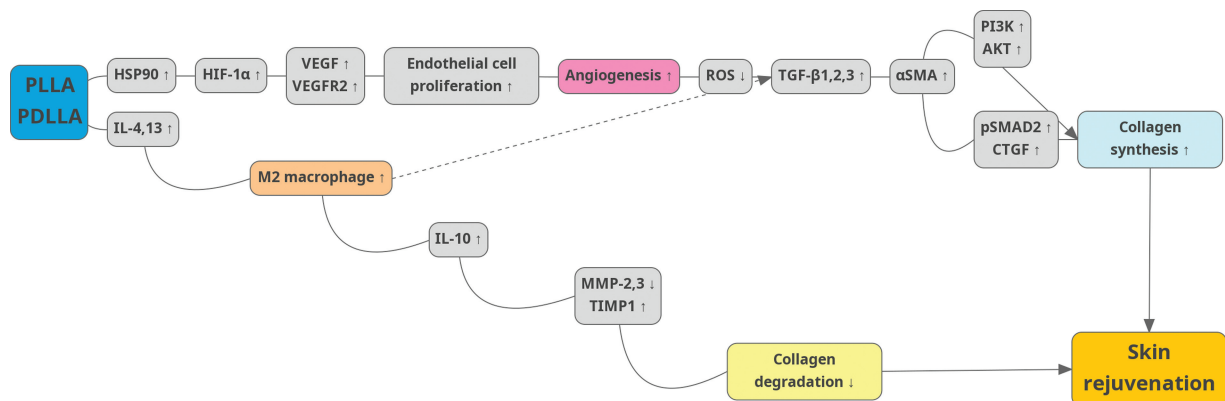 PLLA
PDLLA
HSP90 ↑
HIF-1α ↑
VEGF ↑
VEGFR2 ↑
Endothelial cell
proliferation ↑
Angiogenesis ↑
ROS ↓
TGF-β1,2,3 ↑
αSMA ↑
PI3K ↑
AKT ↑
pSMAD2 ↑
CTGF ↑
Collagen
synthesis ↑
IL-4,13 ↑
M2 macrophage ↑
IL-10 ↑
MMP-2,3 ↓
TIMP1 ↑
Collagen
degradation ↓
Skin
rejuvenation